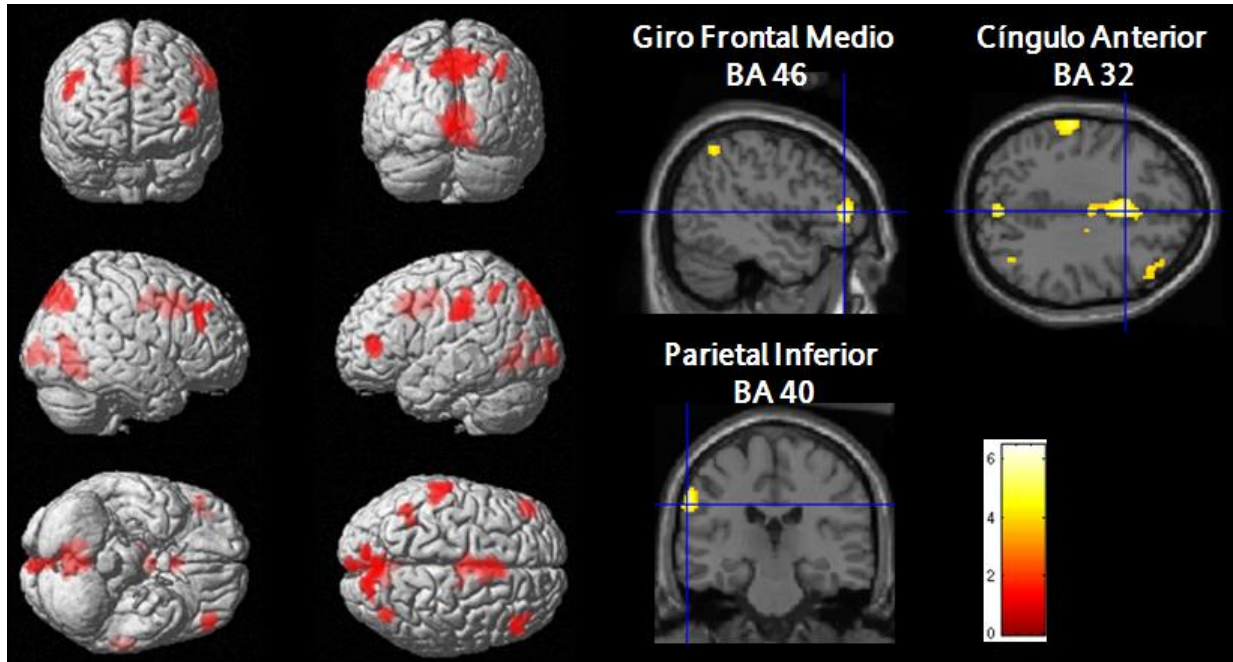 Giro Frontal Medio
BA 46
Cíngulo Anterior
BA 32
Parietal Inferior
BA 40
6
4
2
0